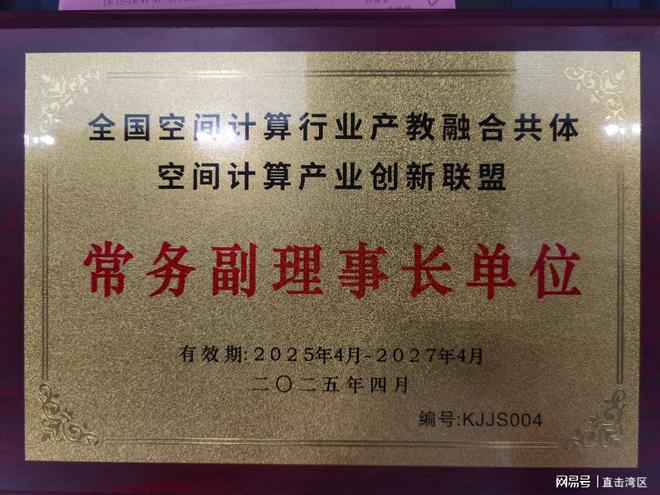 全国空间计算行业产教融合共体
空间计算产业创新联盟
常务副理事长单位
有效期:2025年4月-2027年4月
二〇二五年四月
编号:KJJS004
网易号 | 直击湾区